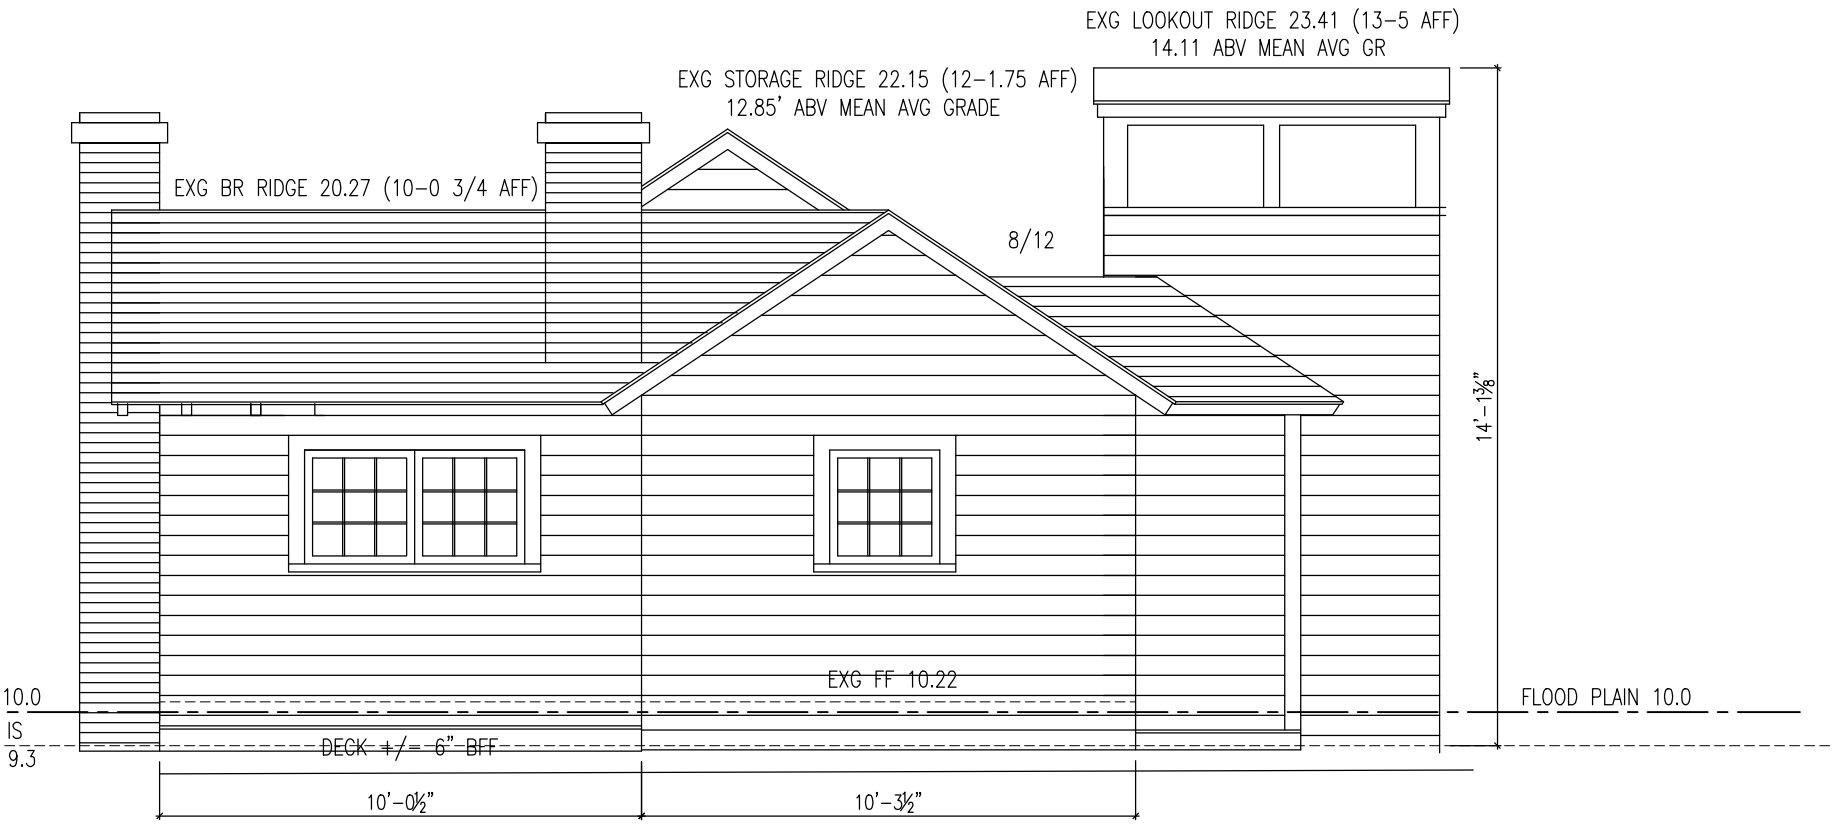 EXG LOOKOUT RIDGE 23.41 (13-5 AFF)
14.11 ABV MEAN AVG GR
EXG STORAGE RIDGE 22.15 (12-1.75 AFF)
12.85' ABV MEAN AVG GRADE
EXG BR RIDGE 20.27 (10-0 3/4 AFF)
8/12
14'-1⅜"
EXG FF 10.22
10.0
FLOOD PLAIN 10.0
IS
9.3
DECK +/- 6" BFF
10'-0½"
10'-3½"